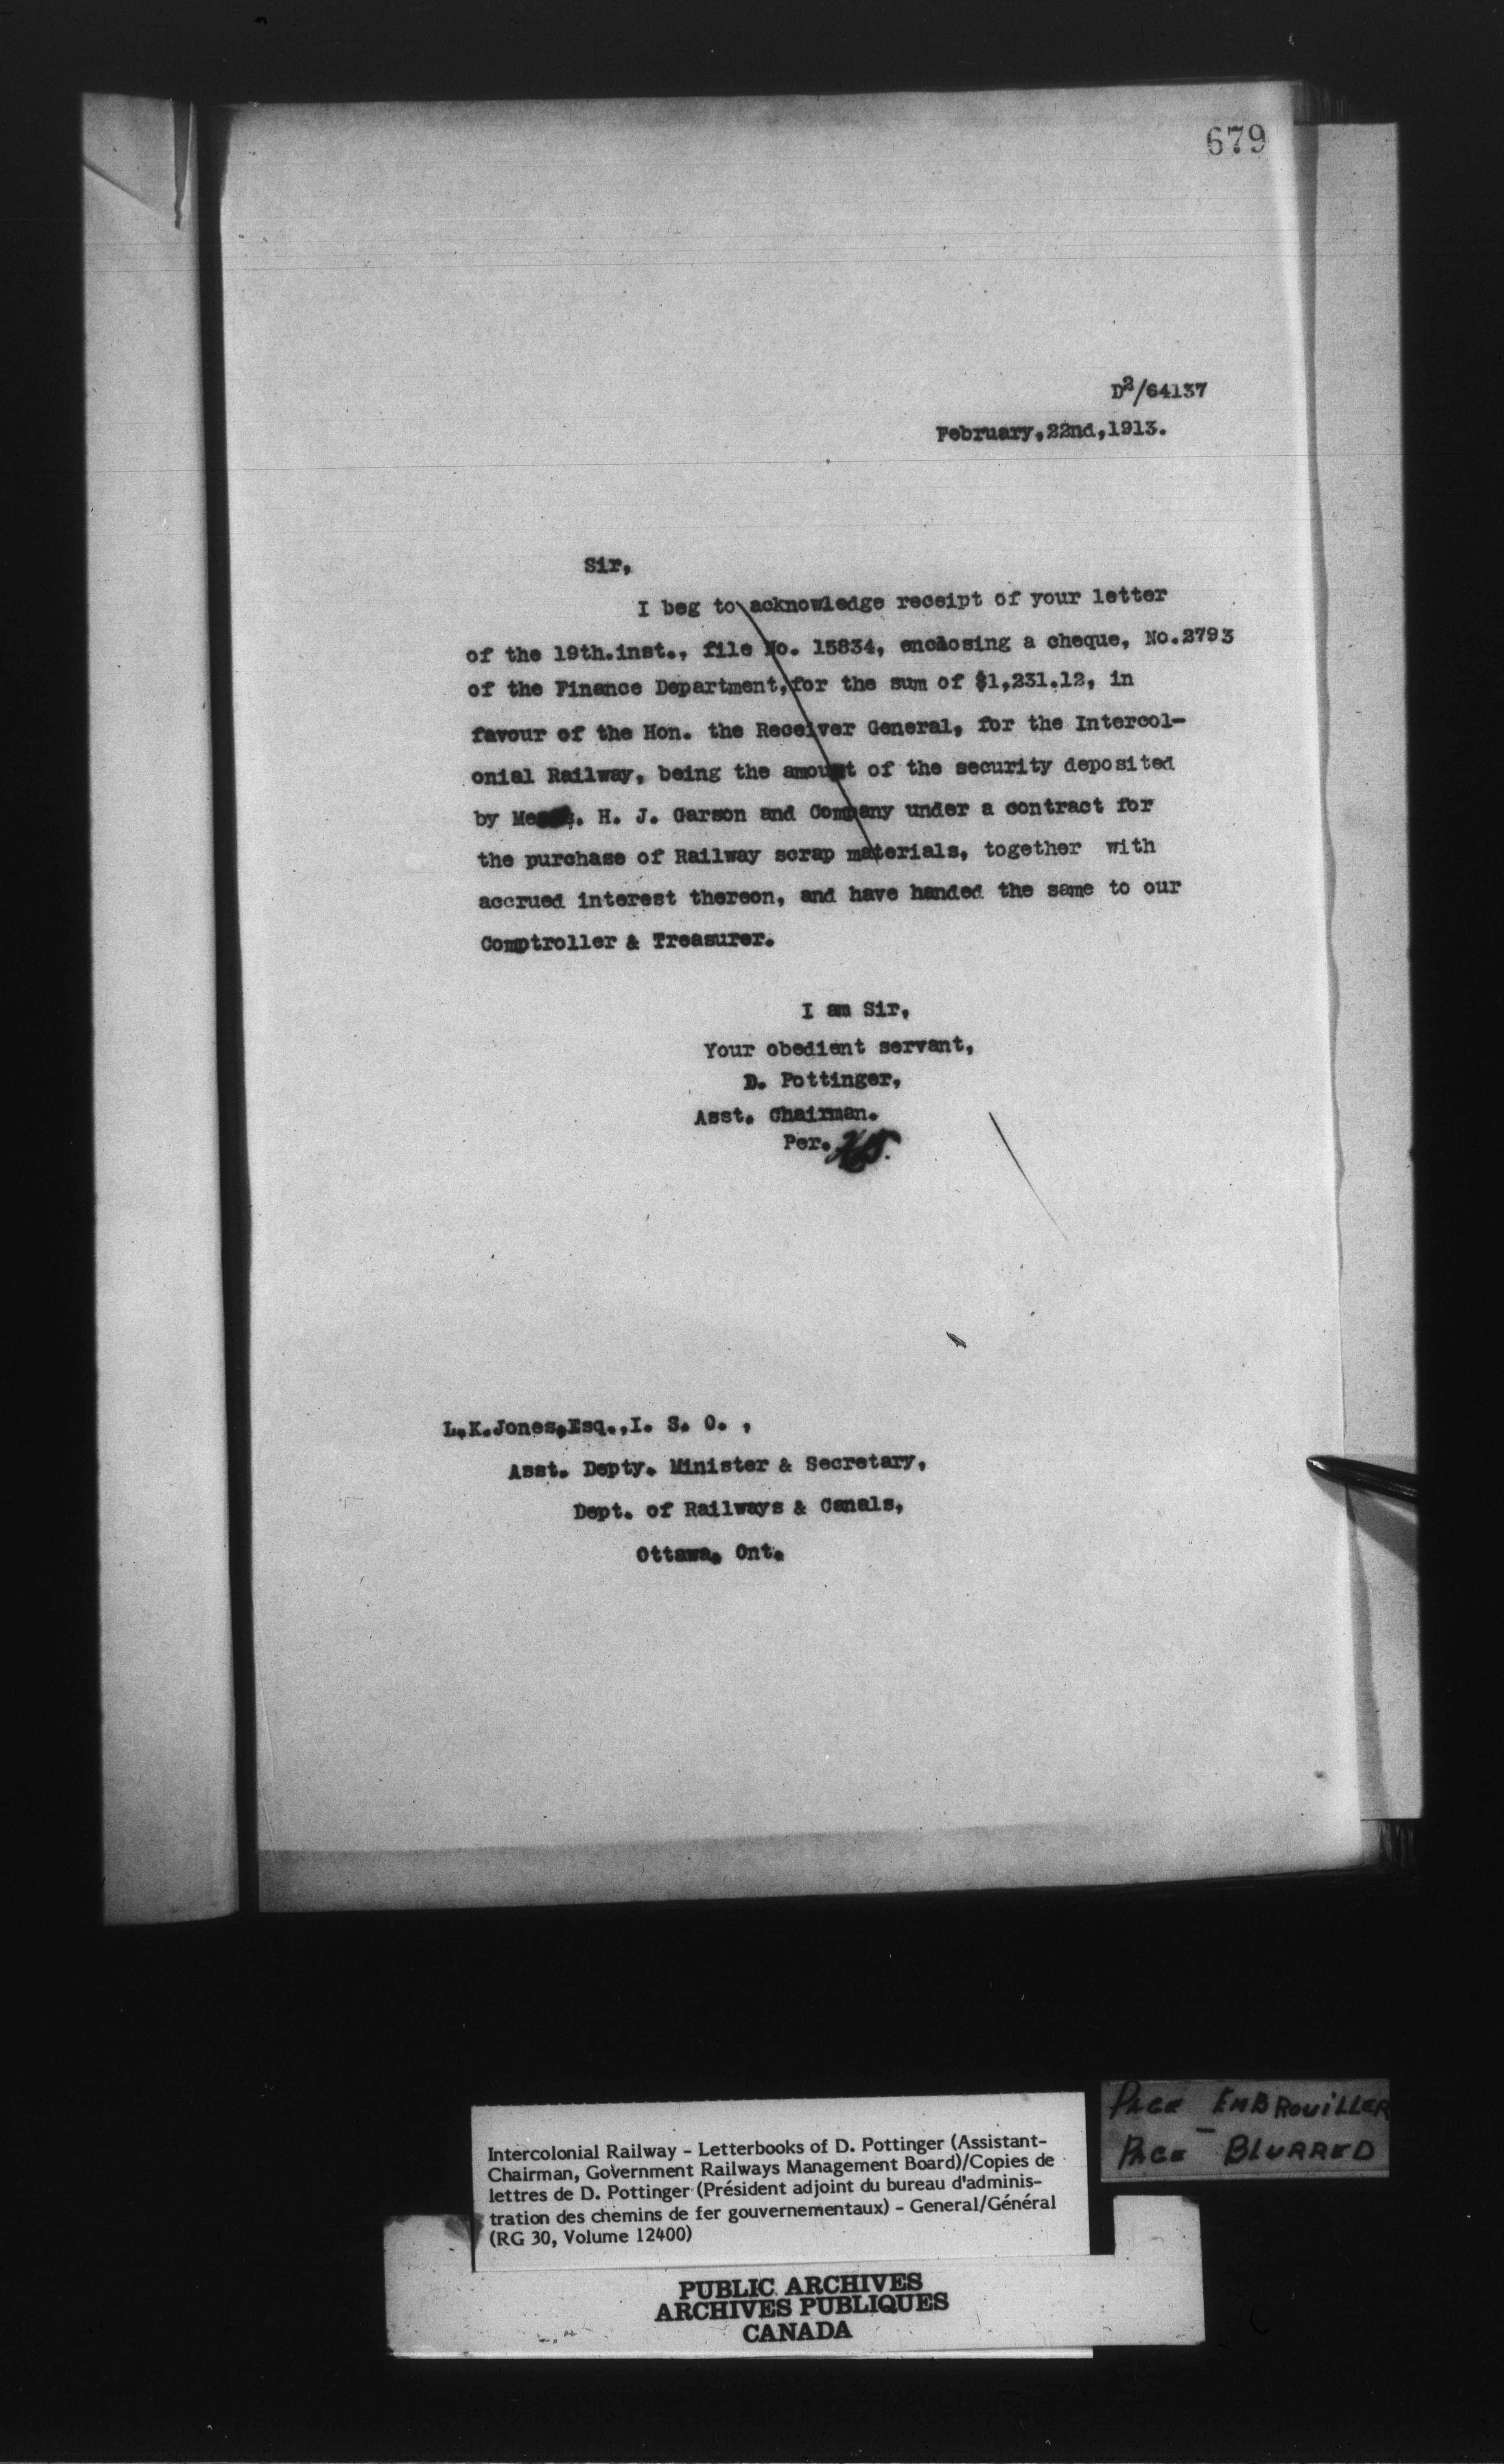 679
D2/64137
February,22nd,1913.
Sir,
I beg to acknowledge receipt of your letter
of the 19th.inst., file No. 15834, enclosing a cheque, No.2793
of the Finance Department,for the sum of $1,231.12, in
favour of the Hon. the Receiver General, for the Intercol-
onial Railway, being the amount of the security deposited
by Messrs. H. J. Garson and Company under a contract for
the purchase of Railway scrap materials, together with
accrued interest thereon, and have handed the same to our
Comptroller & Treasurer.
I am Sir,
Your obedient servant,
D. Pottinger,
Asst. Chairman.
Per.
L.K.Jones,Esq.,I. S. O. ,
Asst. Depty. Minister & Secretary,
Dept. of Railways & Canals,
Ottawa, Ont.
PAGE EMBROUILLER
PAGE - BLURRED
Intercolonial Railway - Letterbooks of D. Pottinger (Assistant-
Chairman, Government Railways Management Board)/Copies de
lettres de D. Pottinger (Président adjoint du bureau d'adminis-
tration des chemins de fer gouvernementaux) - General/Général
(RG 30, Volume 12400)
PUBLIC ARCHIVES
ARCHIVES PUBLIQUES
CANADA